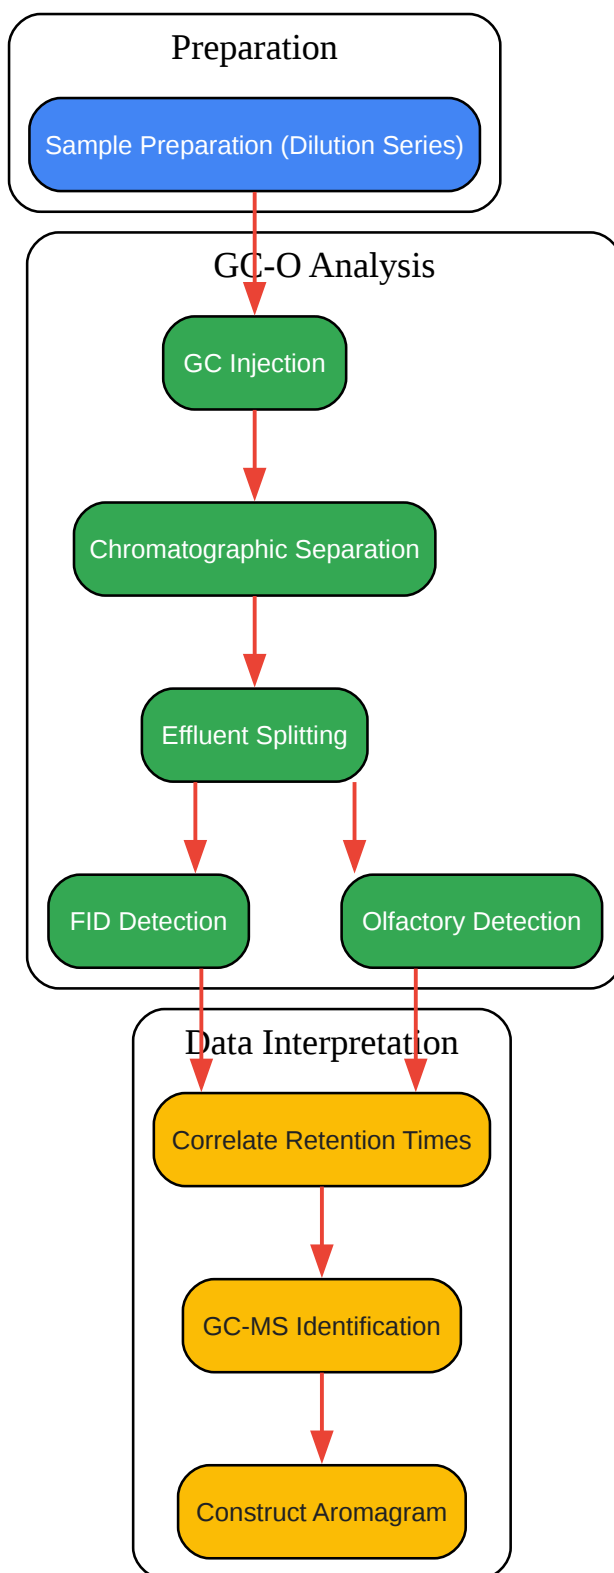 Preparation
Sample Preparation (Dilution Series)
GC-O Analysis
GC Injection
Chromatographic Separation
Effluent Splitting
FID Detection
Olfactory Detection
Data Interpretation
Correlate Retention Times
GC-MS Identification
Construct Aromagram